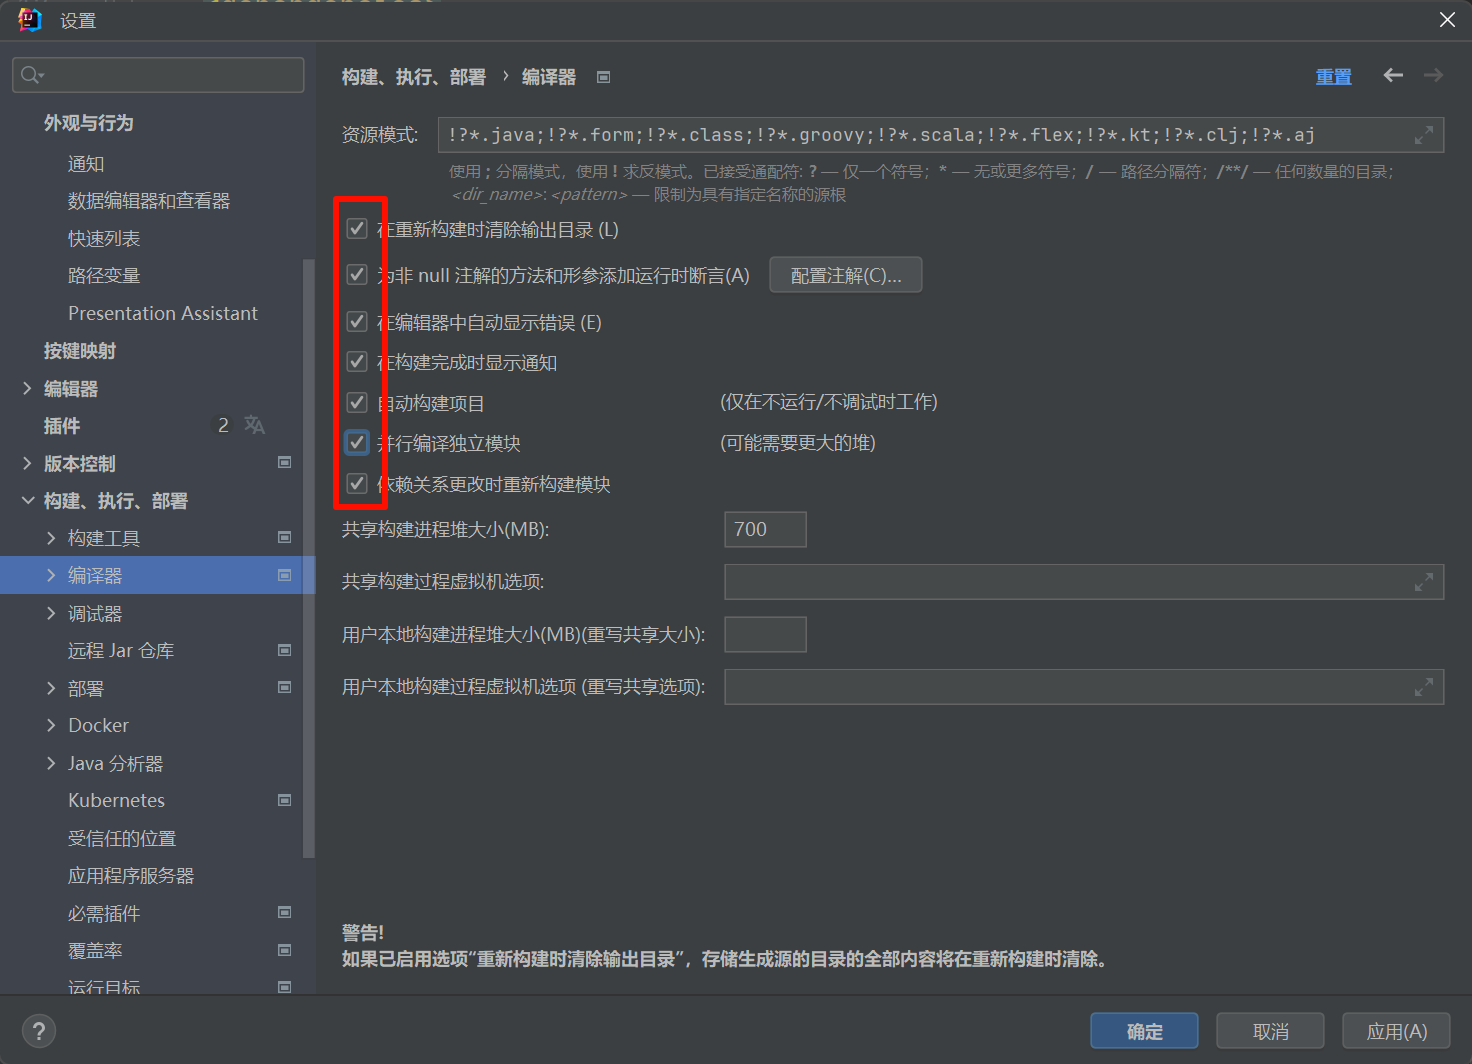 设置
外观与行为
通知
数据编辑器和查看器
快速列表
路径变量
Presentation Assistant
按键映射
编辑器
插件 2
版本控制
构建、执行、部署
构建工具
编译器
调试器
远程 Jar 仓库
部署
Docker
Java 分析器
Kubernetes
受信任的位置
应用程序服务器
必需插件
覆盖率
运行目标
构建、执行、部署 › 编译器
重置
资源模式: !?*.java;!?*.form;!?*.class;!?*.groovy;!?*.scala;!?*.flex;!?*.kt;!?*.clj;!?*.aj
使用 ; 分隔模式，使用 ! 求反模式。已接受通配符: ? — 仅一个符号；* — 无或更多符号；/ — 路径分隔符；/**/ — 任何数量的目录；
<dir_name>: <pattern> — 限制为具有指定名称的源根
在重新构建时清除输出目录 (L)
为非 null 注解的方法和形参添加运行时断言(A) 配置注解(C)...
在编辑器中自动显示错误 (E)
在构建完成时显示通知
自动构建项目 (仅在不运行/不调试时工作)
并行编译独立模块 (可能需要更大的堆)
依赖关系更改时重新构建模块
共享构建进程堆大小(MB): 700
共享构建过程虚拟机选项:
用户本地构建进程堆大小(MB)(重写共享大小):
用户本地构建过程虚拟机选项 (重写共享选项):
警告!
如果已启用选项“重新构建时清除输出目录”，存储生成源的目录的全部内容将在重新构建时清除。
?
确定 取消 应用(A)